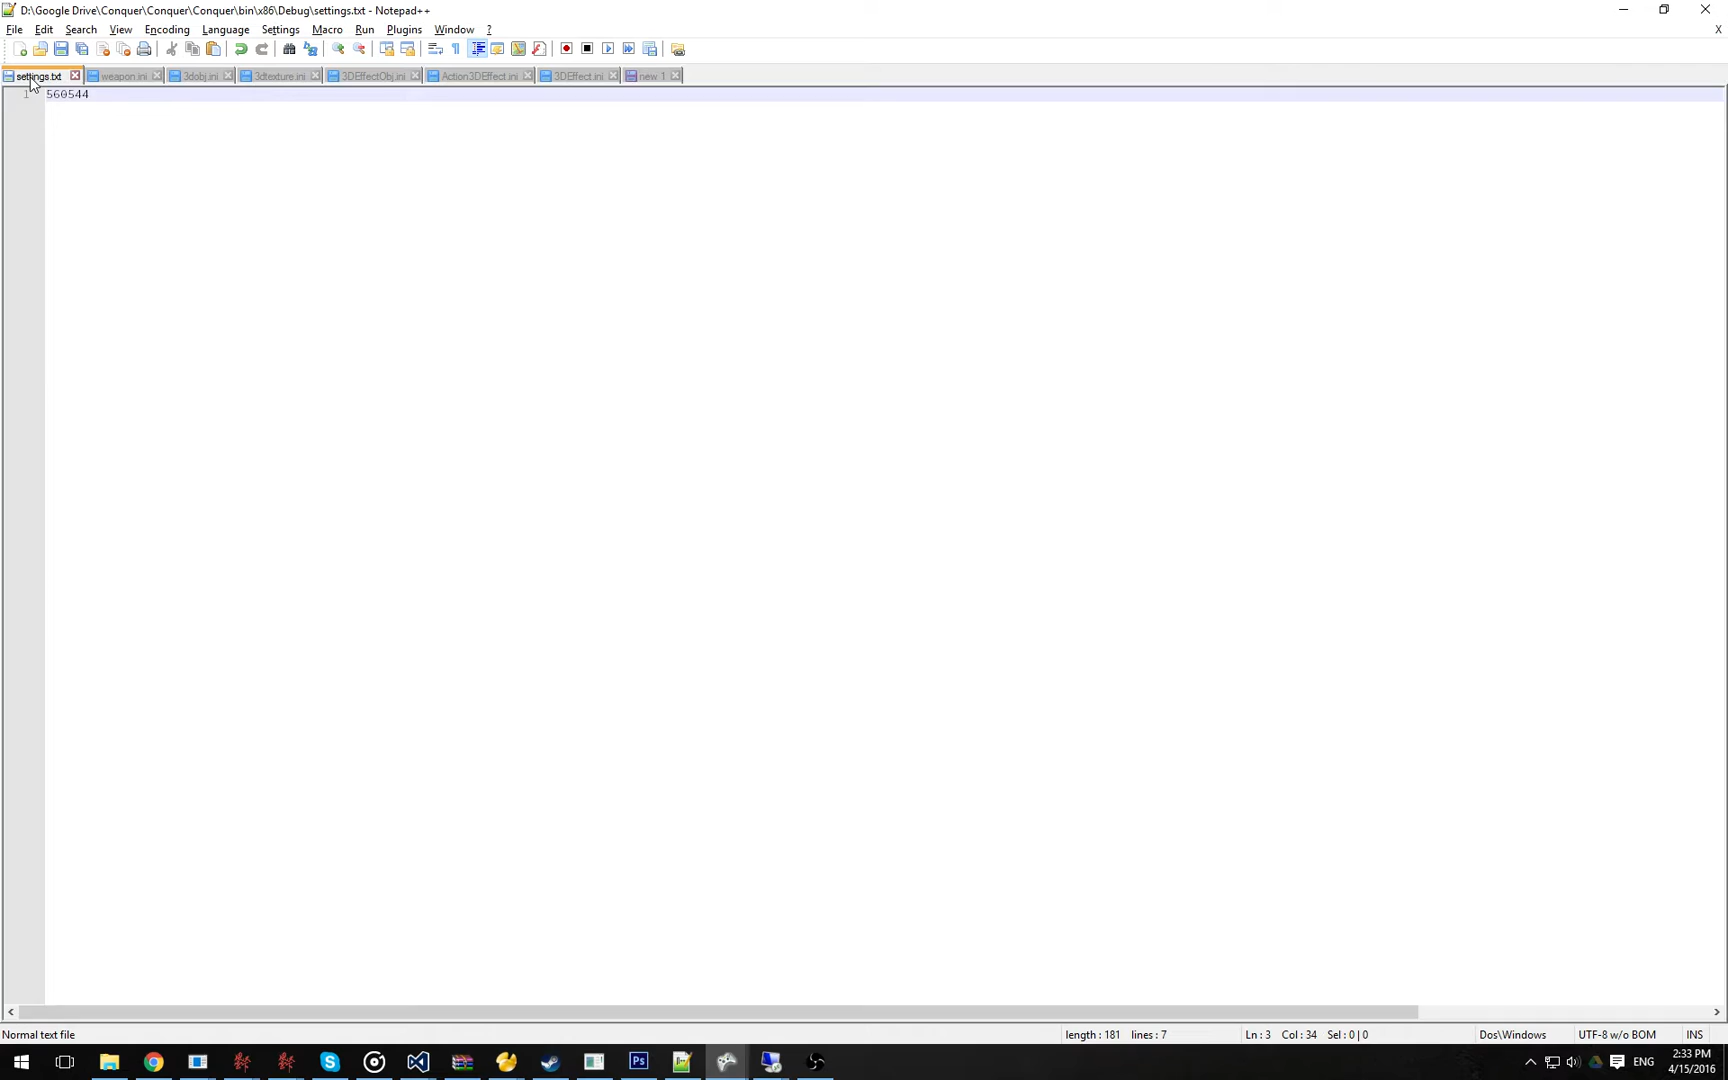 D:\Google Drive\Conquer\Conquer\Conquer\bin\x86\Debug\settings.txt - Notepad++
File Edit Search View Encoding Language Settings Macro Run Plugins Window ?
X
settings.txt weapon.ini 3dobj.ini 3dtexture.ini 3DEffectObj.ini Action3DEffect.ini 3DEffect.ini new 1
1 560544
Normal text file length : 181 lines : 7 Ln : 3 Col : 34 Sel : 0 | 0 Dos\Windows UTF-8 w/o BOM INS
Ps ENG 2:33 PM
4/15/2016